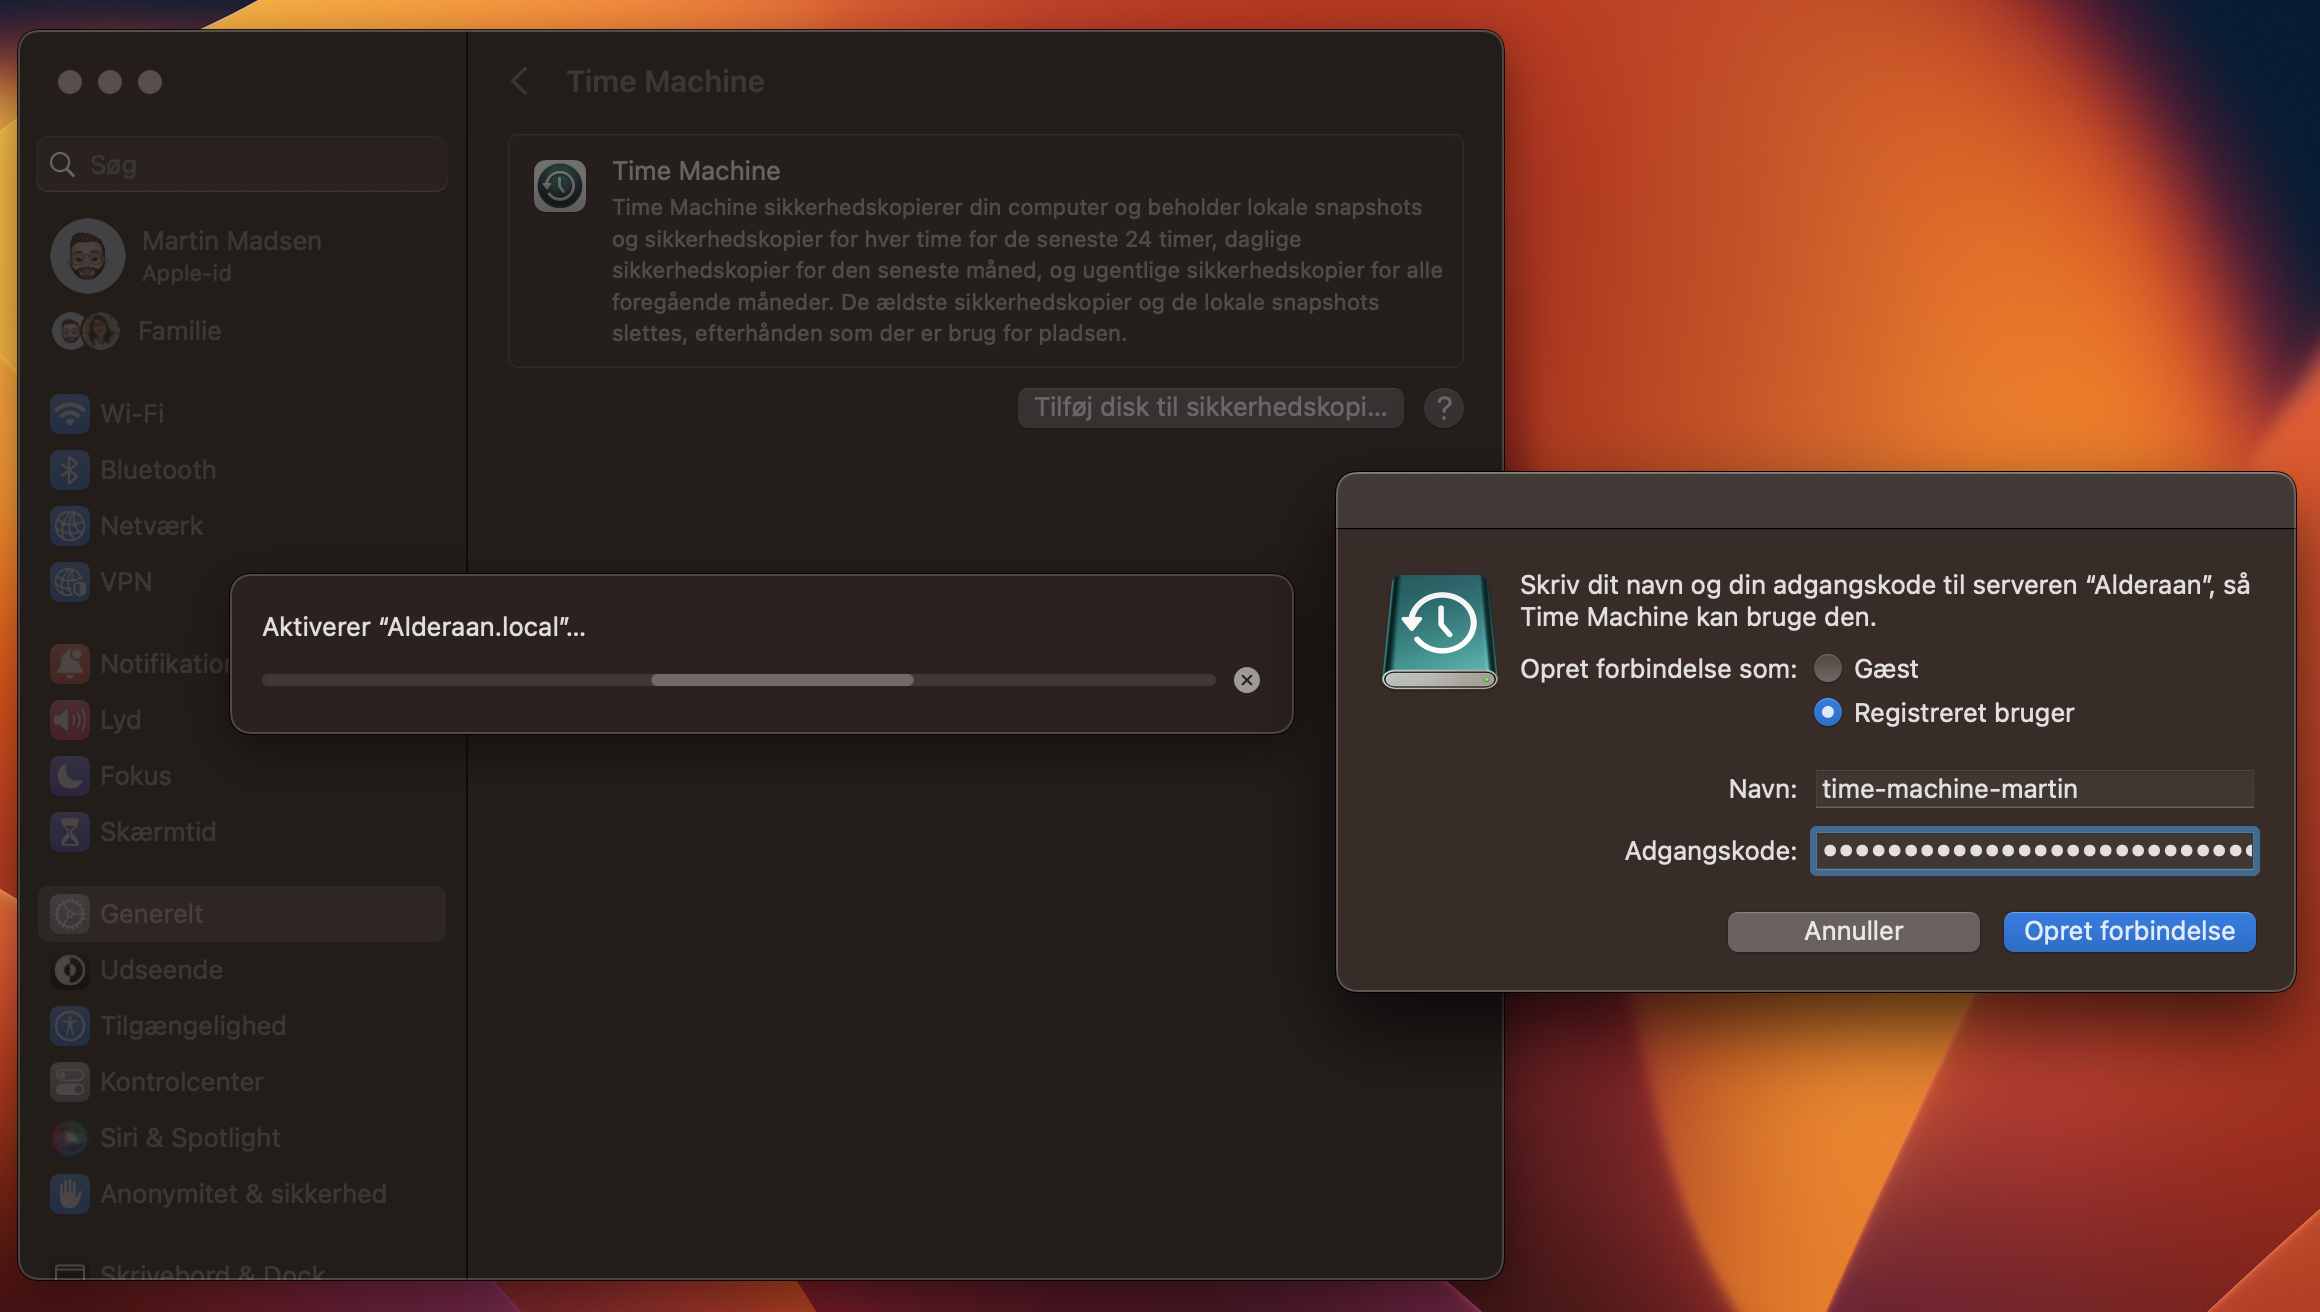 Time Machine
Søg
Martin Madsen
Apple-id
Familie
Wi-Fi
Bluetooth
Netværk
VPN
Notifikation
Lyd
Fokus
Skærmtid
Generelt
Udseende
Tilgængelighed
Kontrolcenter
Siri & Spotlight
Anonymitet & sikkerhed
Skrivebord & Dock
Time Machine
Time Machine sikkerhedskopierer din computer og beholder lokale snapshots
og sikkerhedskopier for hver time for de seneste 24 timer, daglige
sikkerhedskopier for den seneste måned, og ugentlige sikkerhedskopier for alle
foregående måneder. De ældste sikkerhedskopier og de lokale snapshots
slettes, efterhånden som der er brug for pladsen.
Tilføj disk til sikkerhedskopi...
?
Aktiverer “Alderaan.local”...
Skriv dit navn og din adgangskode til serveren “Alderaan”, så
Time Machine kan bruge den.
Opret forbindelse som: Gæst
Registreret bruger
Navn: time-machine-martin
Adgangskode:
Annuller
Opret forbindelse